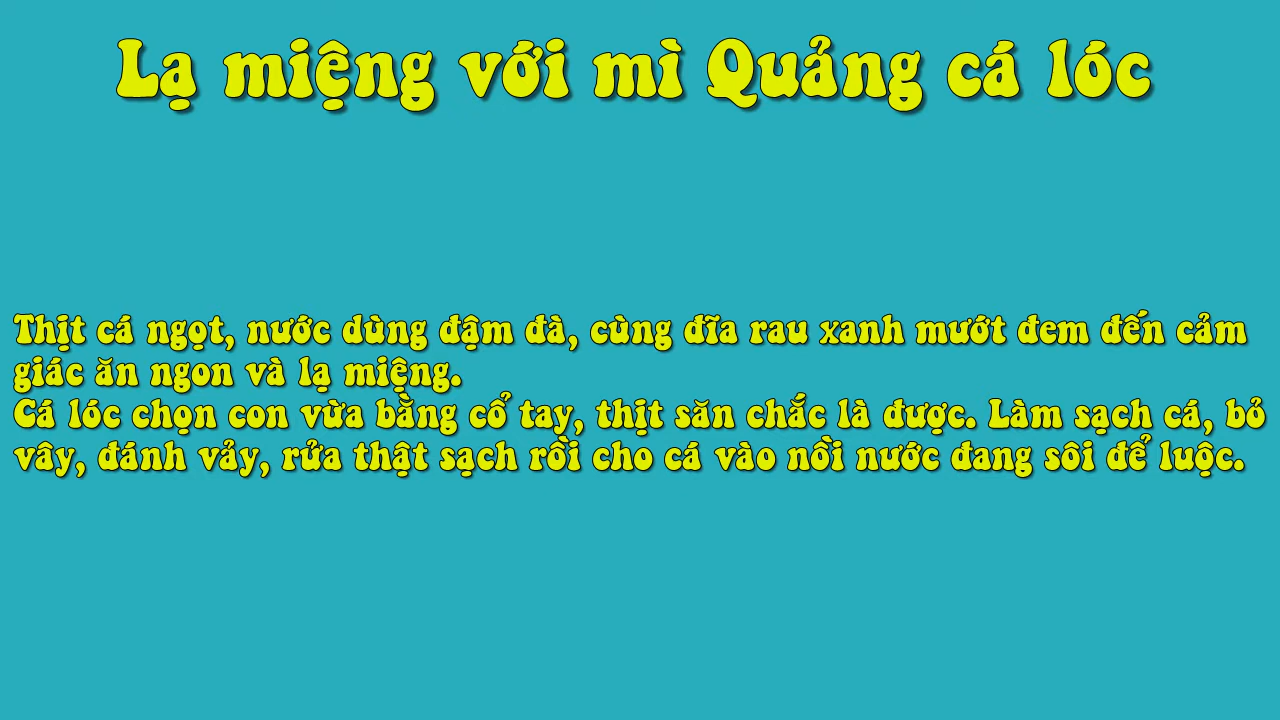 Lạ miệng với mì Quảng cá lóc
Thịt cá ngọt, nước dùng đậm đà, cùng đĩa rau xanh mướt đem đến cảm
giác ăn ngon và lạ miệng.
Cá lóc chọn con vừa bằng cổ tay, thịt săn chắc là được. Làm sạch cá, bỏ
vây, đánh vảy, rửa thật sạch rồi cho cá vào nồi nước đang sôi để luộc.